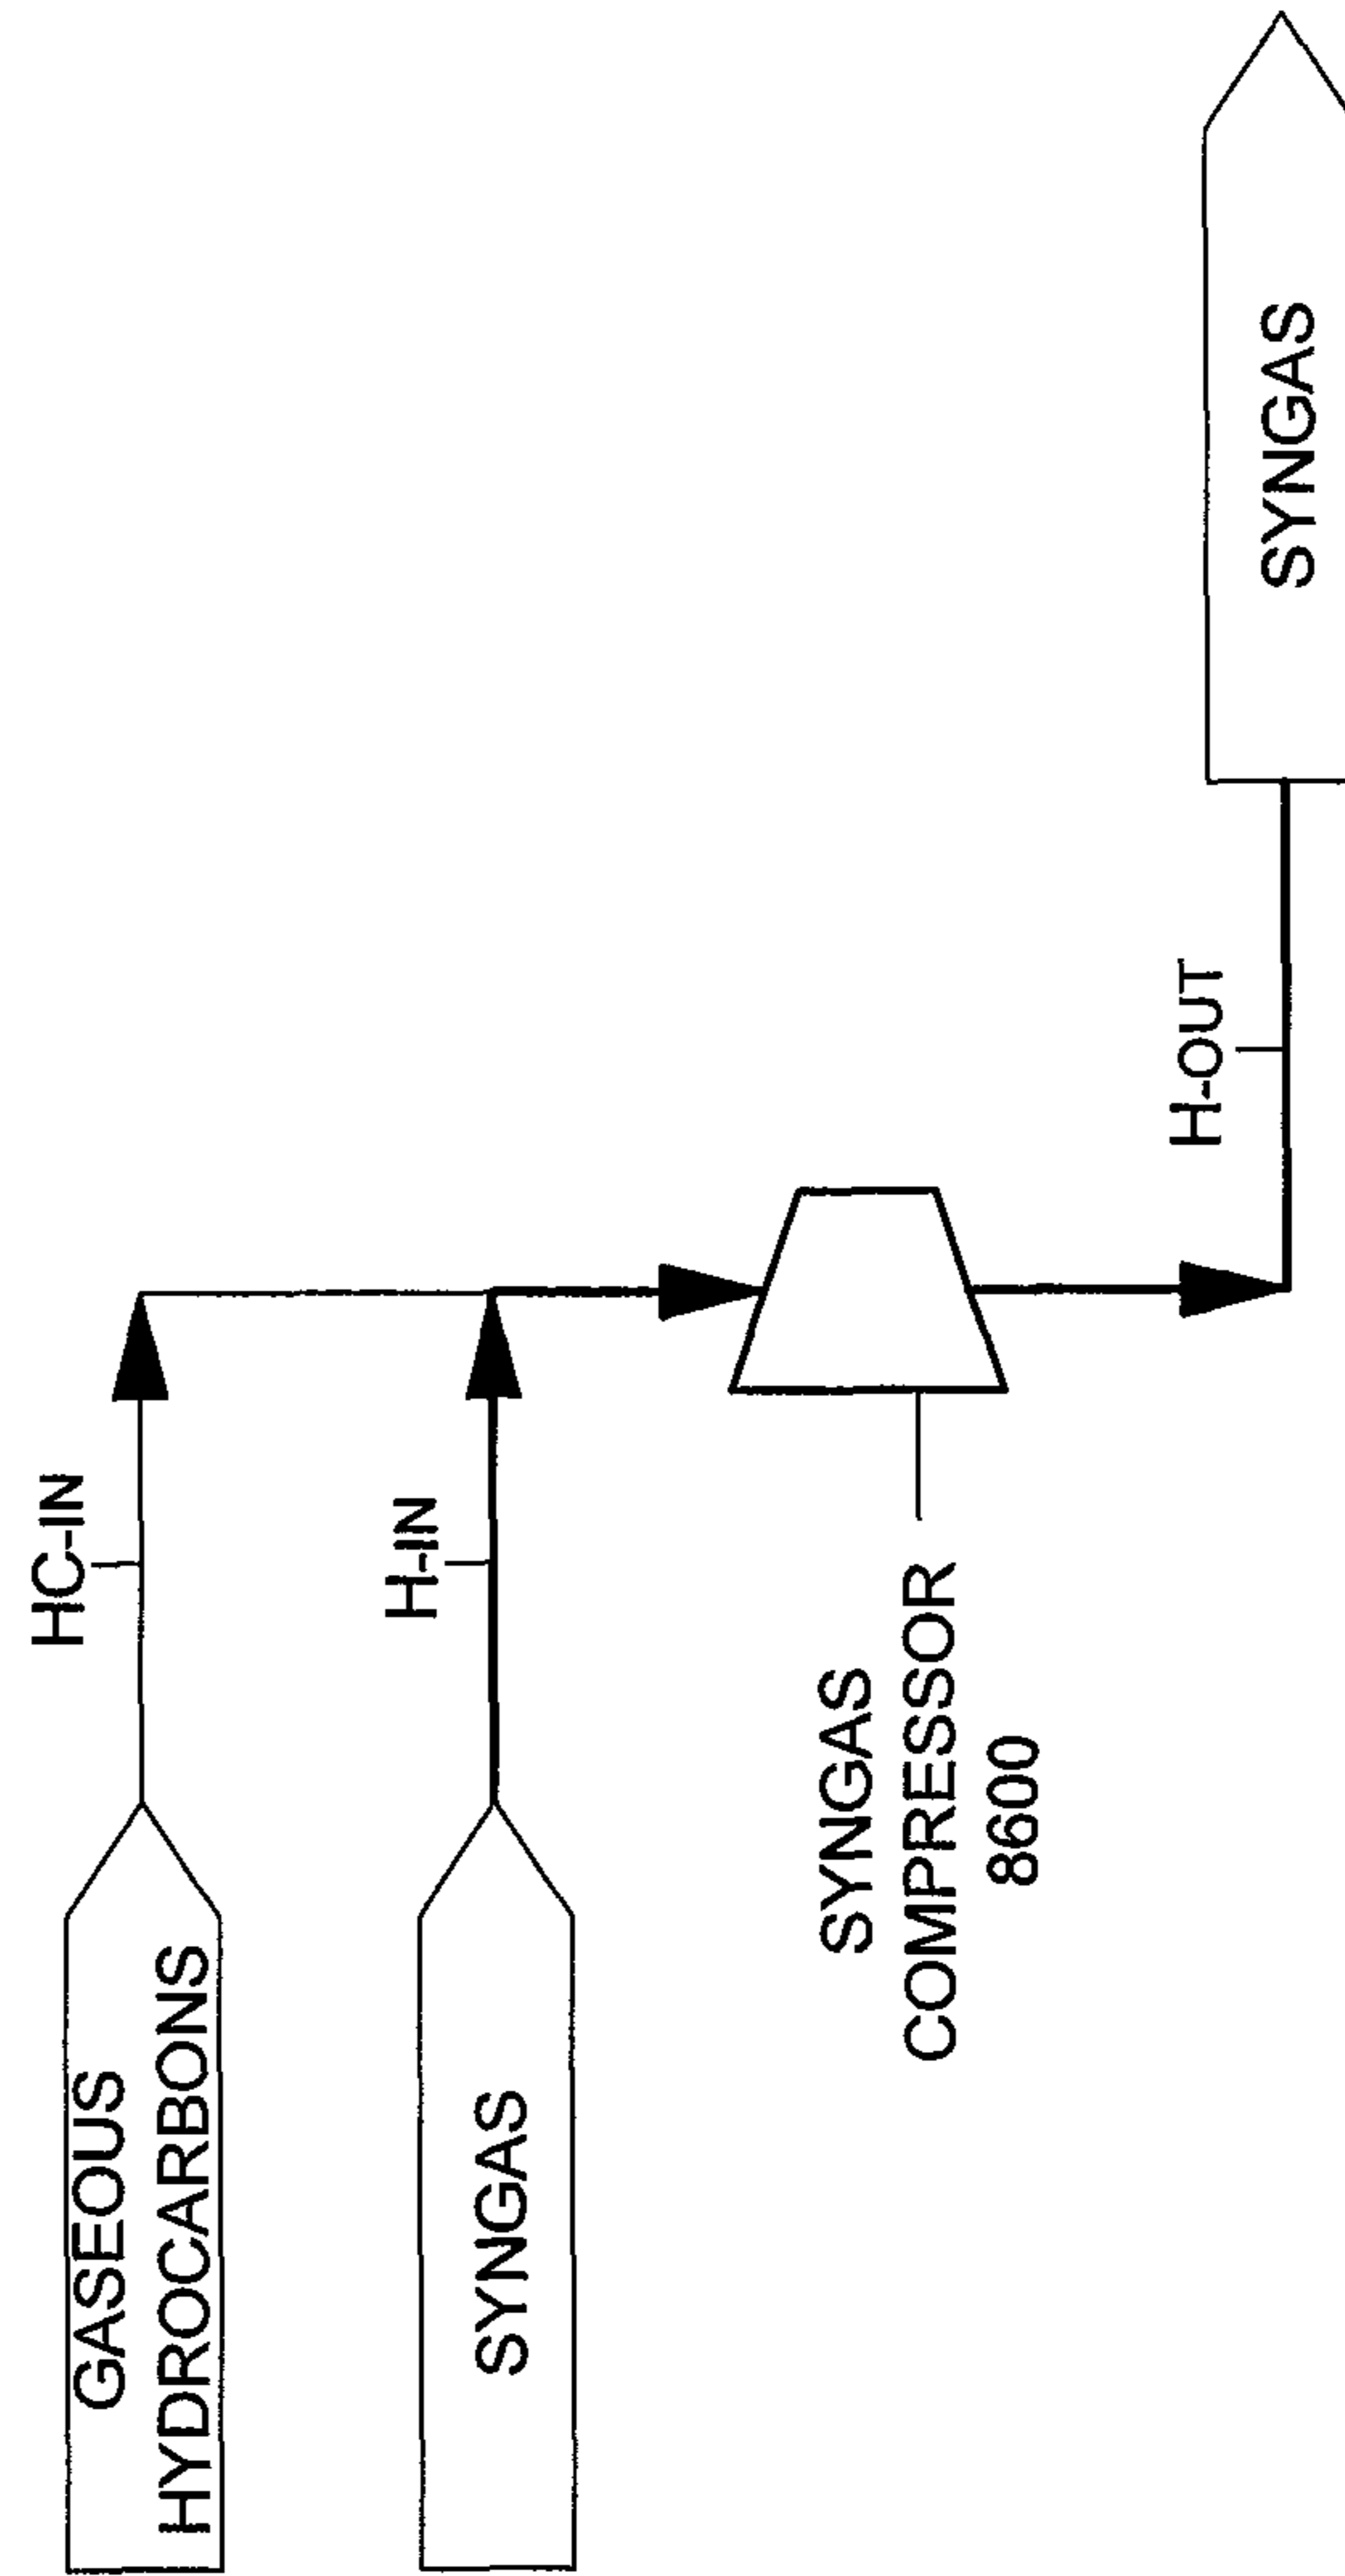 GASEOUS
HYDROCARBONS
HC-IN
SYNGAS
H-IN
SYNGAS
COMPRESSOR
8600
H-OUT
SYNGAS